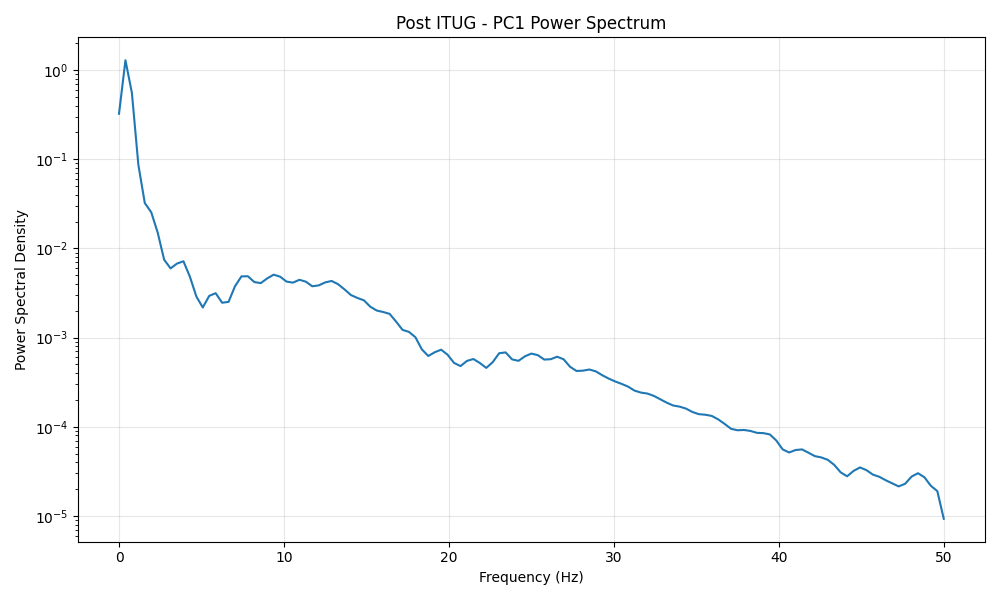 Post ITUG - PC1 Power Spectrum
Power Spectral Density
10⁰
10⁻¹
10⁻²
10⁻³
10⁻⁴
10⁻⁵
0 10 20 30 40 50
Frequency (Hz)